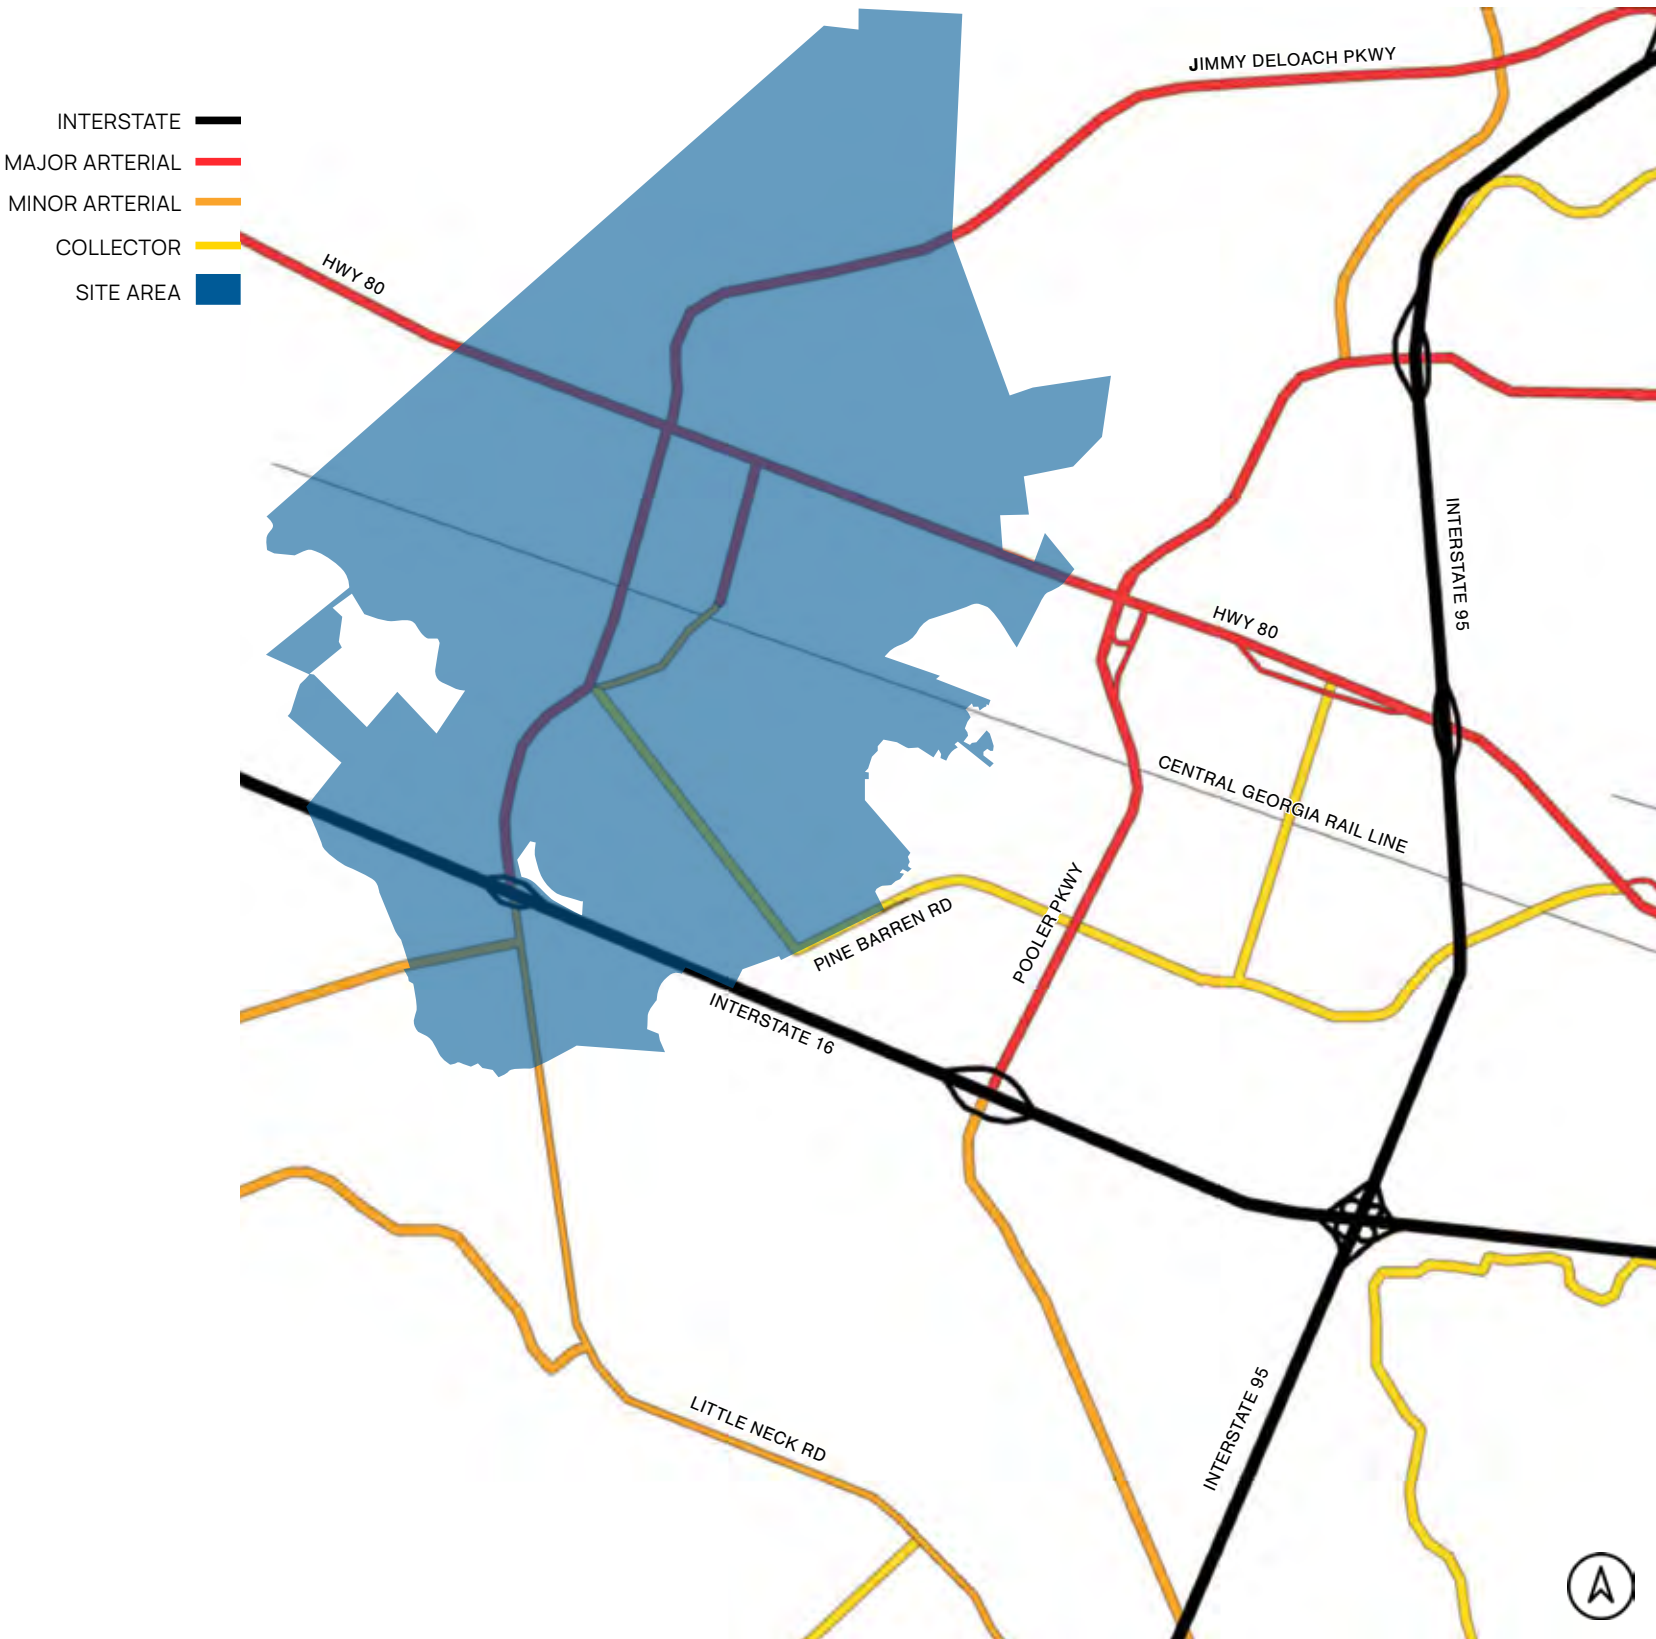 INTERSTATE
MAJOR ARTERIAL
MINOR ARTERIAL
COLLECTOR
SITE AREA
JIMMY DELOACH PKWY
HWY 80
INTERSTATE 95
HWY 80
CENTRAL GEORGIA RAIL LINE
POOLER PKWY
PINE BARREN RD
INTERSTATE 16
LITTLE NECK RD
INTERSTATE 95